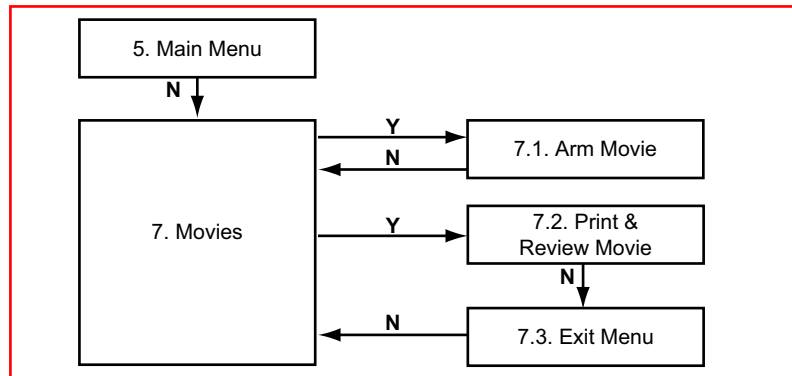 5. Main Menu
N
Y
N
7.1. Arm Movie
7. Movies
Y
7.2. Print &
Review Movie
N
N
7.3. Exit Menu